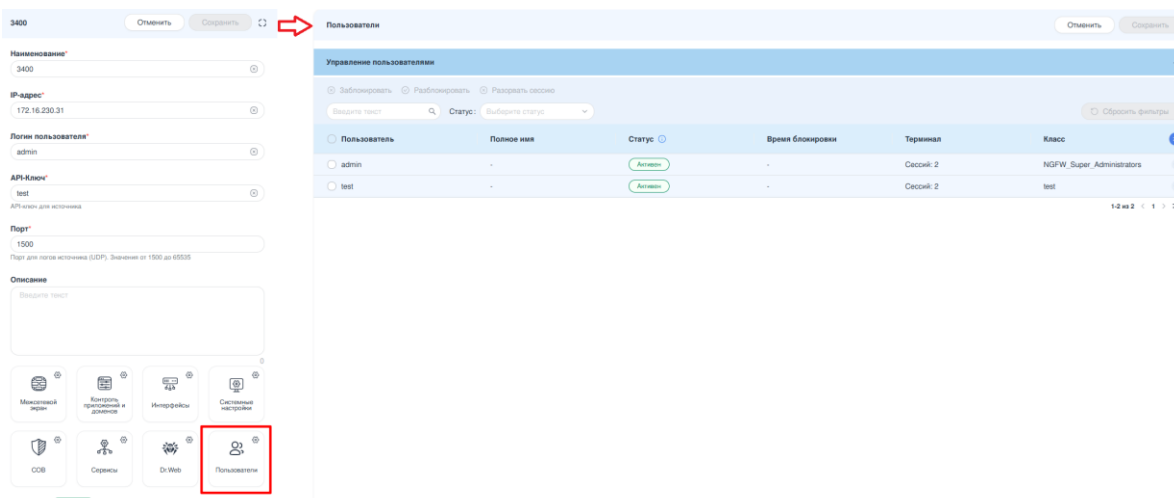 3400
Отменить
Сохранить
Наименование*
3400
IP-адрес*
172.16.230.31
Логин пользователя*
admin
API-Ключ*
test
API-ключ для источника
Порт*
1500
Порт для логов источника (UDP). Значения от 1500 до 65535
Описание
Введите текст
0
Межсетевой
экран
Контроль
приложений и
доменов
Интерфейсы
Системные
настройки
СОВ
Сервисы
Dr.Web
Пользователи
Пользователи
Отменить
Сохранить
Управление пользователями
Заблокировать
Разблокировать
Разорвать сессию
Введите текст
Статус:
Выберите статус
Сбросить фильтры
Пользователь
Полное имя
Статус
Время блокировки
Терминал
Класс
admin
-
Активен
-
Сессий: 2
NGFW_Super_Administrators
test
-
Активен
-
Сессий: 2
test
1-2 из 2
1